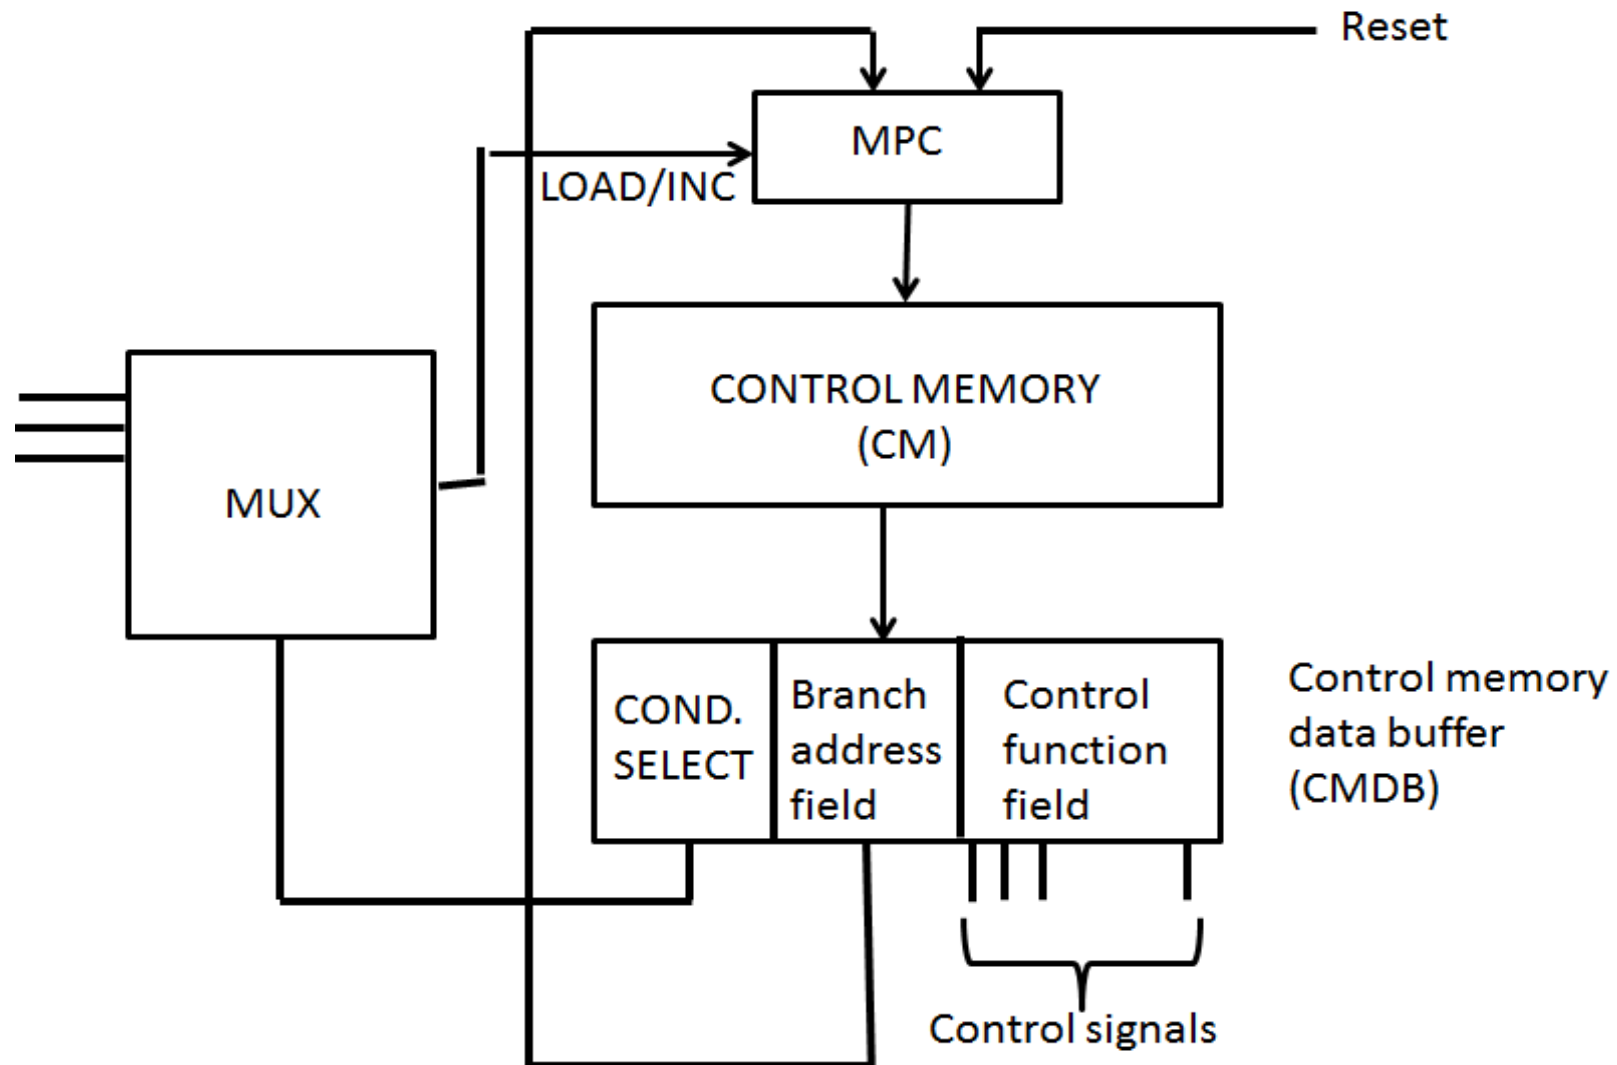 Reset
MPC
LOAD/INC
CONTROL MEMORY
(CM)
MUX
COND.
SELECT
Branch
address
field
Control
function
field
Control memory
data buffer
(CMDB)
Control signals